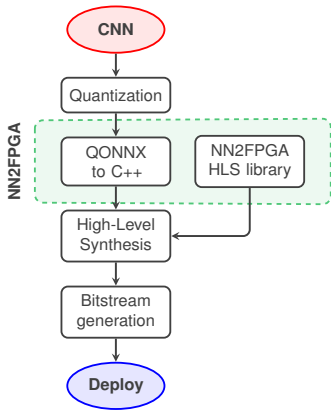 CNN
Quantization
NN2FPGA
QONNX
to C++
NN2FPGA
HLS library
High-Level
Synthesis
Bitstream
generation
Deploy